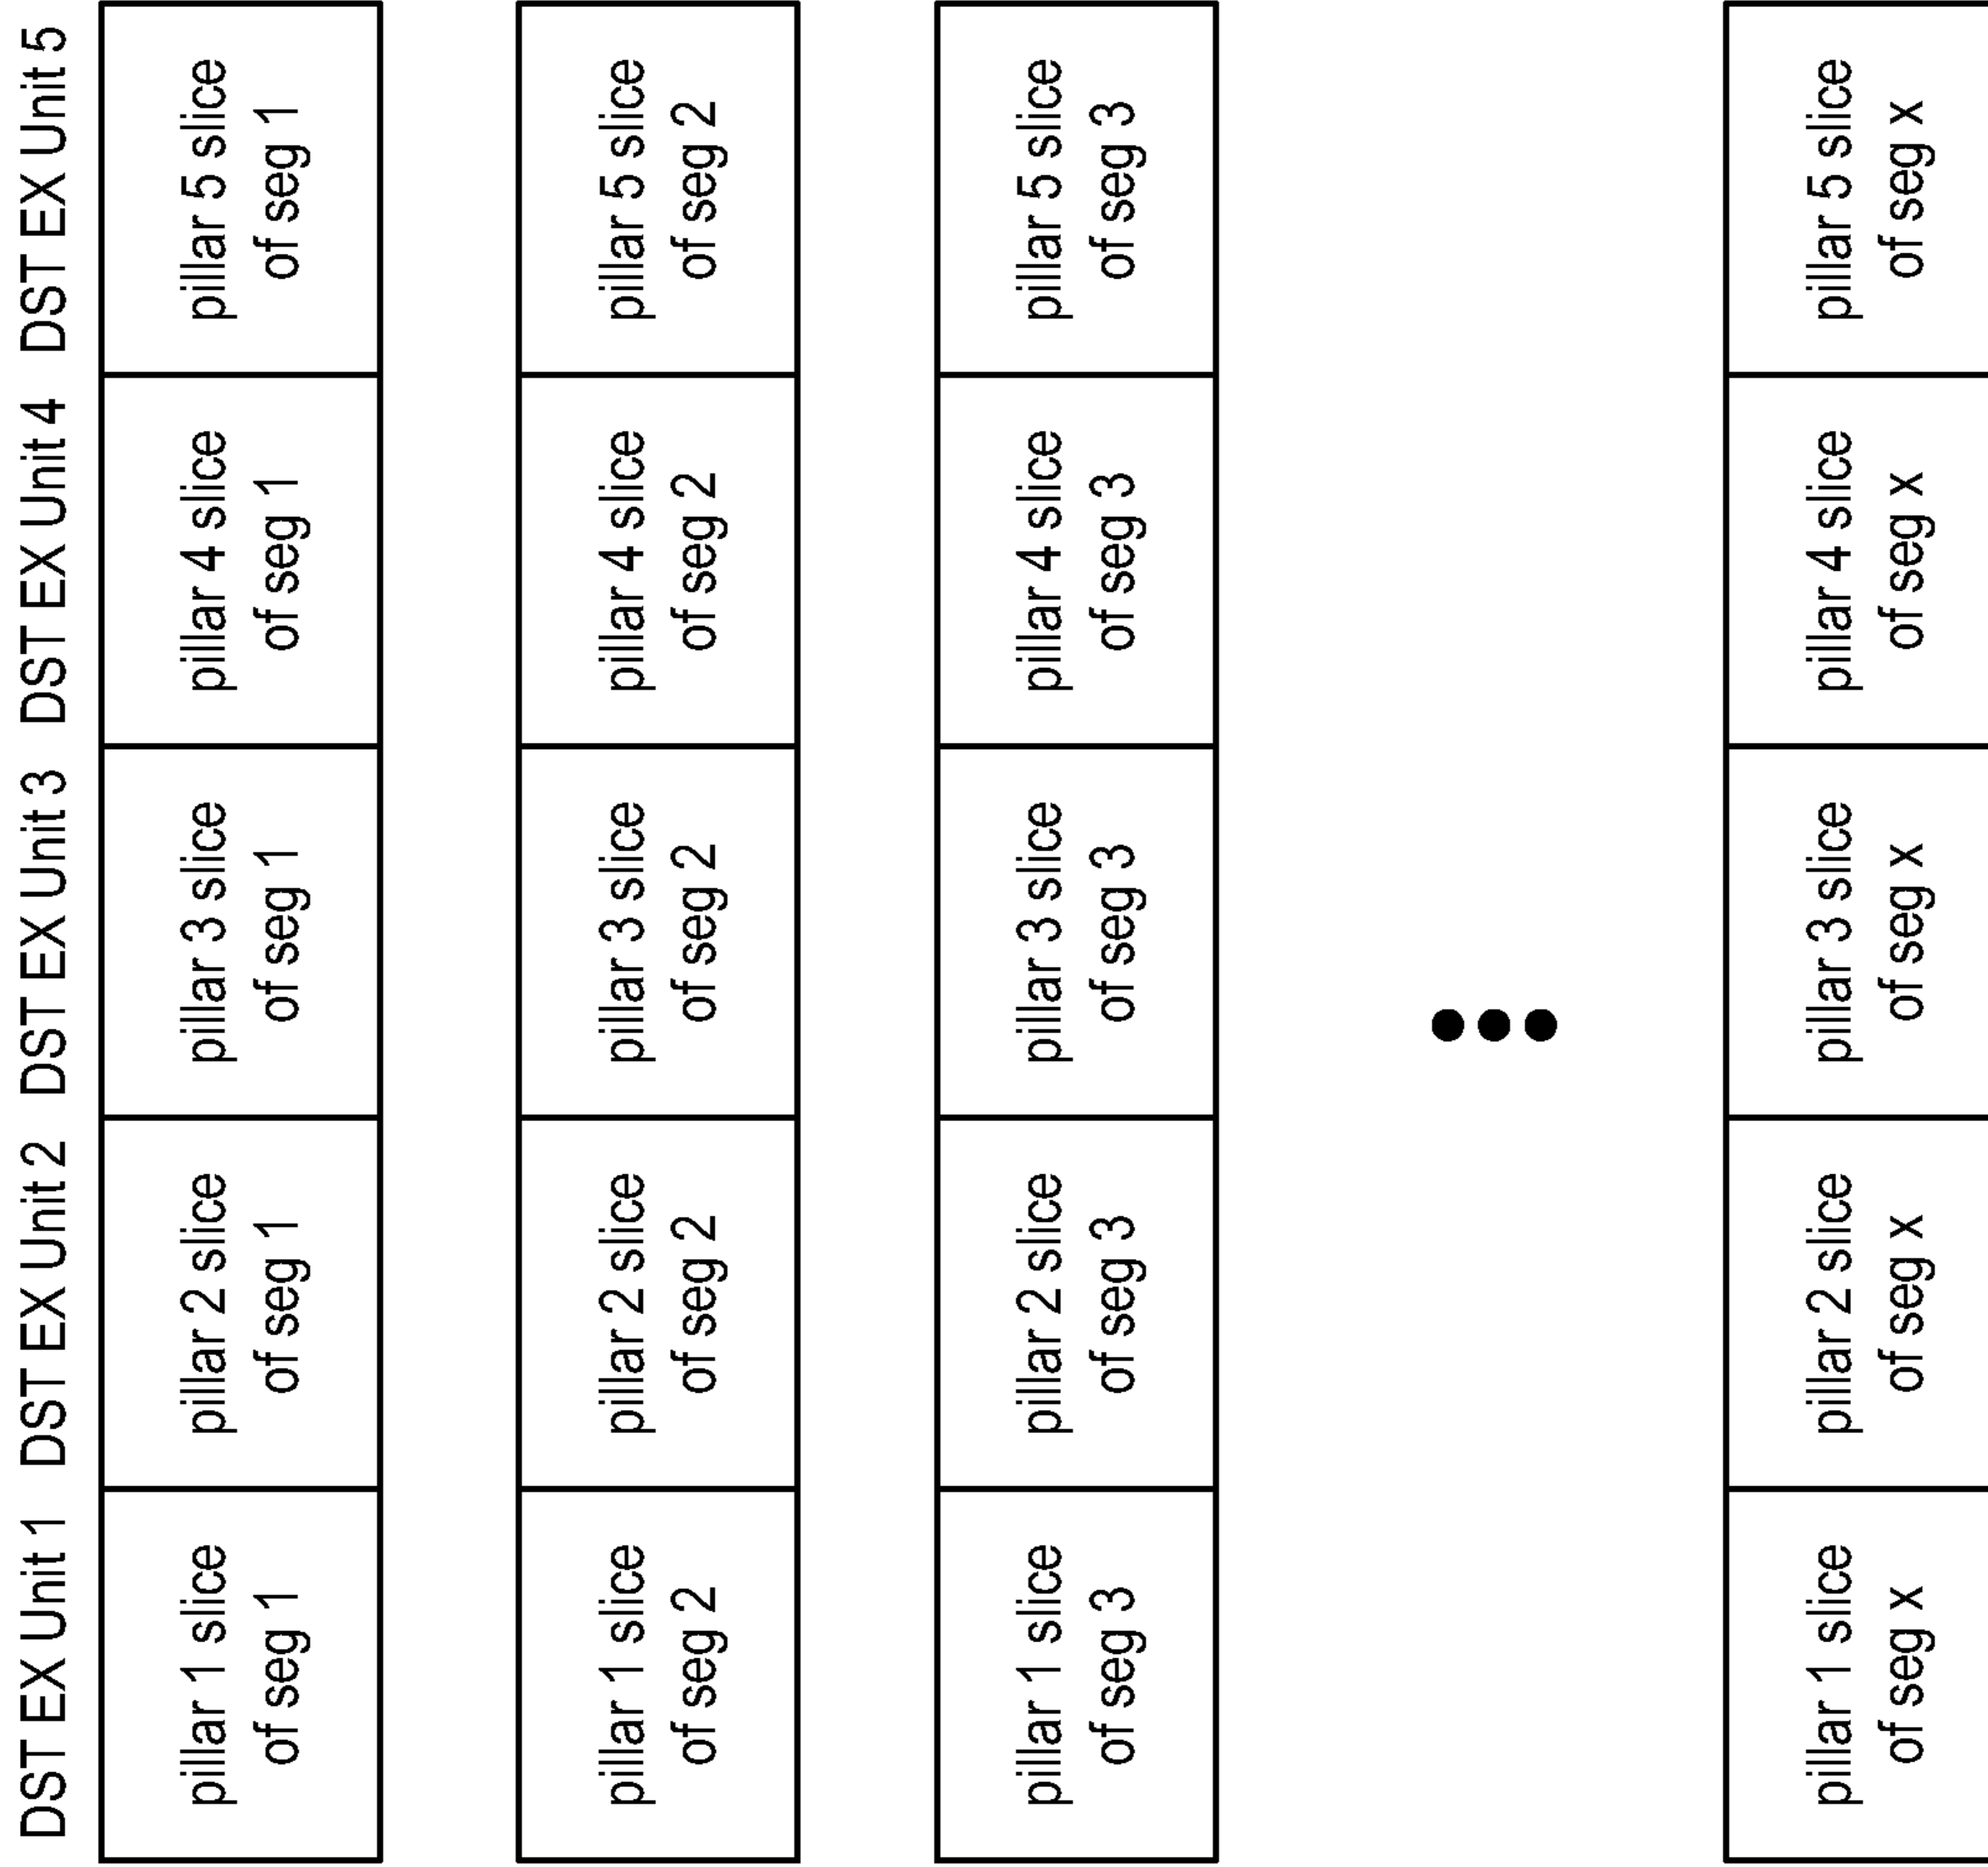 DST EX Unit 1 DST EX Unit 2 DST EX Unit 3 DST EX Unit 4 DST EX Unit 5
pillar 1 slice
of seg 1
pillar 2 slice
of seg 1
pillar 3 slice
of seg 1
pillar 4 slice
of seg 1
pillar 5 slice
of seg 1
pillar 1 slice
of seg 2
pillar 2 slice
of seg 2
pillar 3 slice
of seg 2
pillar 4 slice
of seg 2
pillar 5 slice
of seg 2
pillar 1 slice
of seg 3
pillar 2 slice
of seg 3
pillar 3 slice
of seg 3
pillar 4 slice
of seg 3
pillar 5 slice
of seg 3
pillar 1 slice
of seg x
pillar 2 slice
of seg x
pillar 3 slice
of seg x
pillar 4 slice
of seg x
pillar 5 slice
of seg x